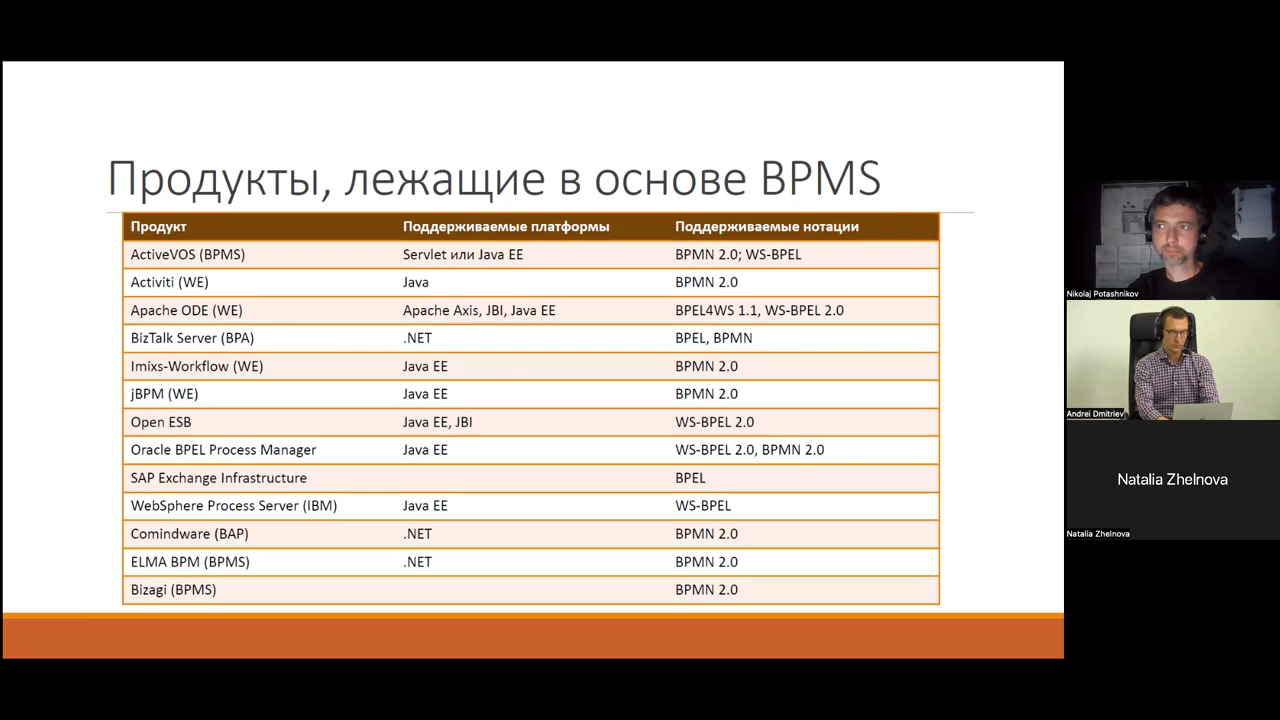 Продукты, лежащие в основе BPMS
Продукт Поддерживаемые платформы Поддерживаемые нотации
ActiveVOS (BPMS) Servlet или Java EE BPMN 2.0; WS-BPEL
Activiti (WE) Java BPMN 2.0
Apache ODE (WE) Apache Axis, JBI, Java EE BPEL4WS 1.1, WS-BPEL 2.0
BizTalk Server (BPA) .NET BPEL, BPMN
Imixs-Workflow (WE) Java EE BPMN 2.0
jBPM (WE) Java EE BPMN 2.0
Open ESB Java EE, JBI WS-BPEL 2.0
Oracle BPEL Process Manager Java EE WS-BPEL 2.0, BPMN 2.0
SAP Exchange Infrastructure BPEL
WebSphere Process Server (IBM) Java EE WS-BPEL
Comindware (BAP) .NET BPMN 2.0
ELMA BPM (BPMS) .NET BPMN 2.0
Bizagi (BPMS) BPMN 2.0
Nikolaj Potashnikov
Andrei Dmitriev
Natalia Zhelnova
Natalia Zhelnova